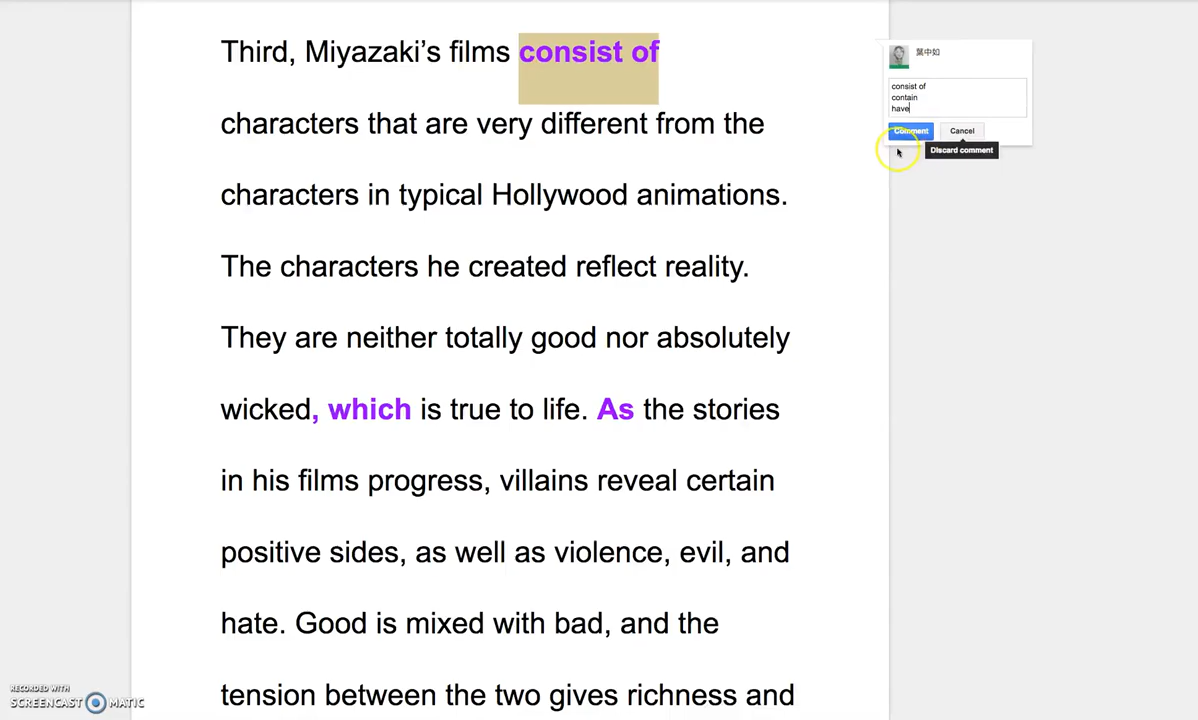 Third, Miyazaki’s films consist of
characters that are very different from the
characters in typical Hollywood animations.
The characters he created reflect reality.
They are neither totally good nor absolutely
wicked, which is true to life. As the stories
in his films progress, villains reveal certain
positive sides, as well as violence, evil, and
hate. Good is mixed with bad, and the
tension between the two gives richness and
葉中如
consist of
contain
have
Comment
Cancel
Discard comment
RECORDED WITH
SCREENCAST MATIC